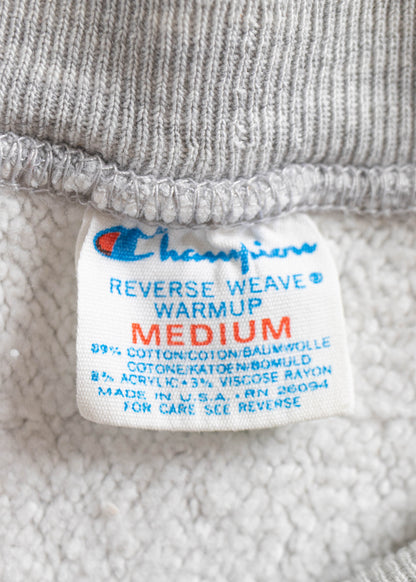 Champion
REVERSE WEAVE®
WARMUP
MEDIUM
89% COTTON/COTON/BAUMWOLLE
COTONE/KATOEN/BOMULD
8% ACRYLIC•3% VISCOSE RAYON
MADE IN U.S.A.•RN 26094
FOR CARE SEE REVERSE